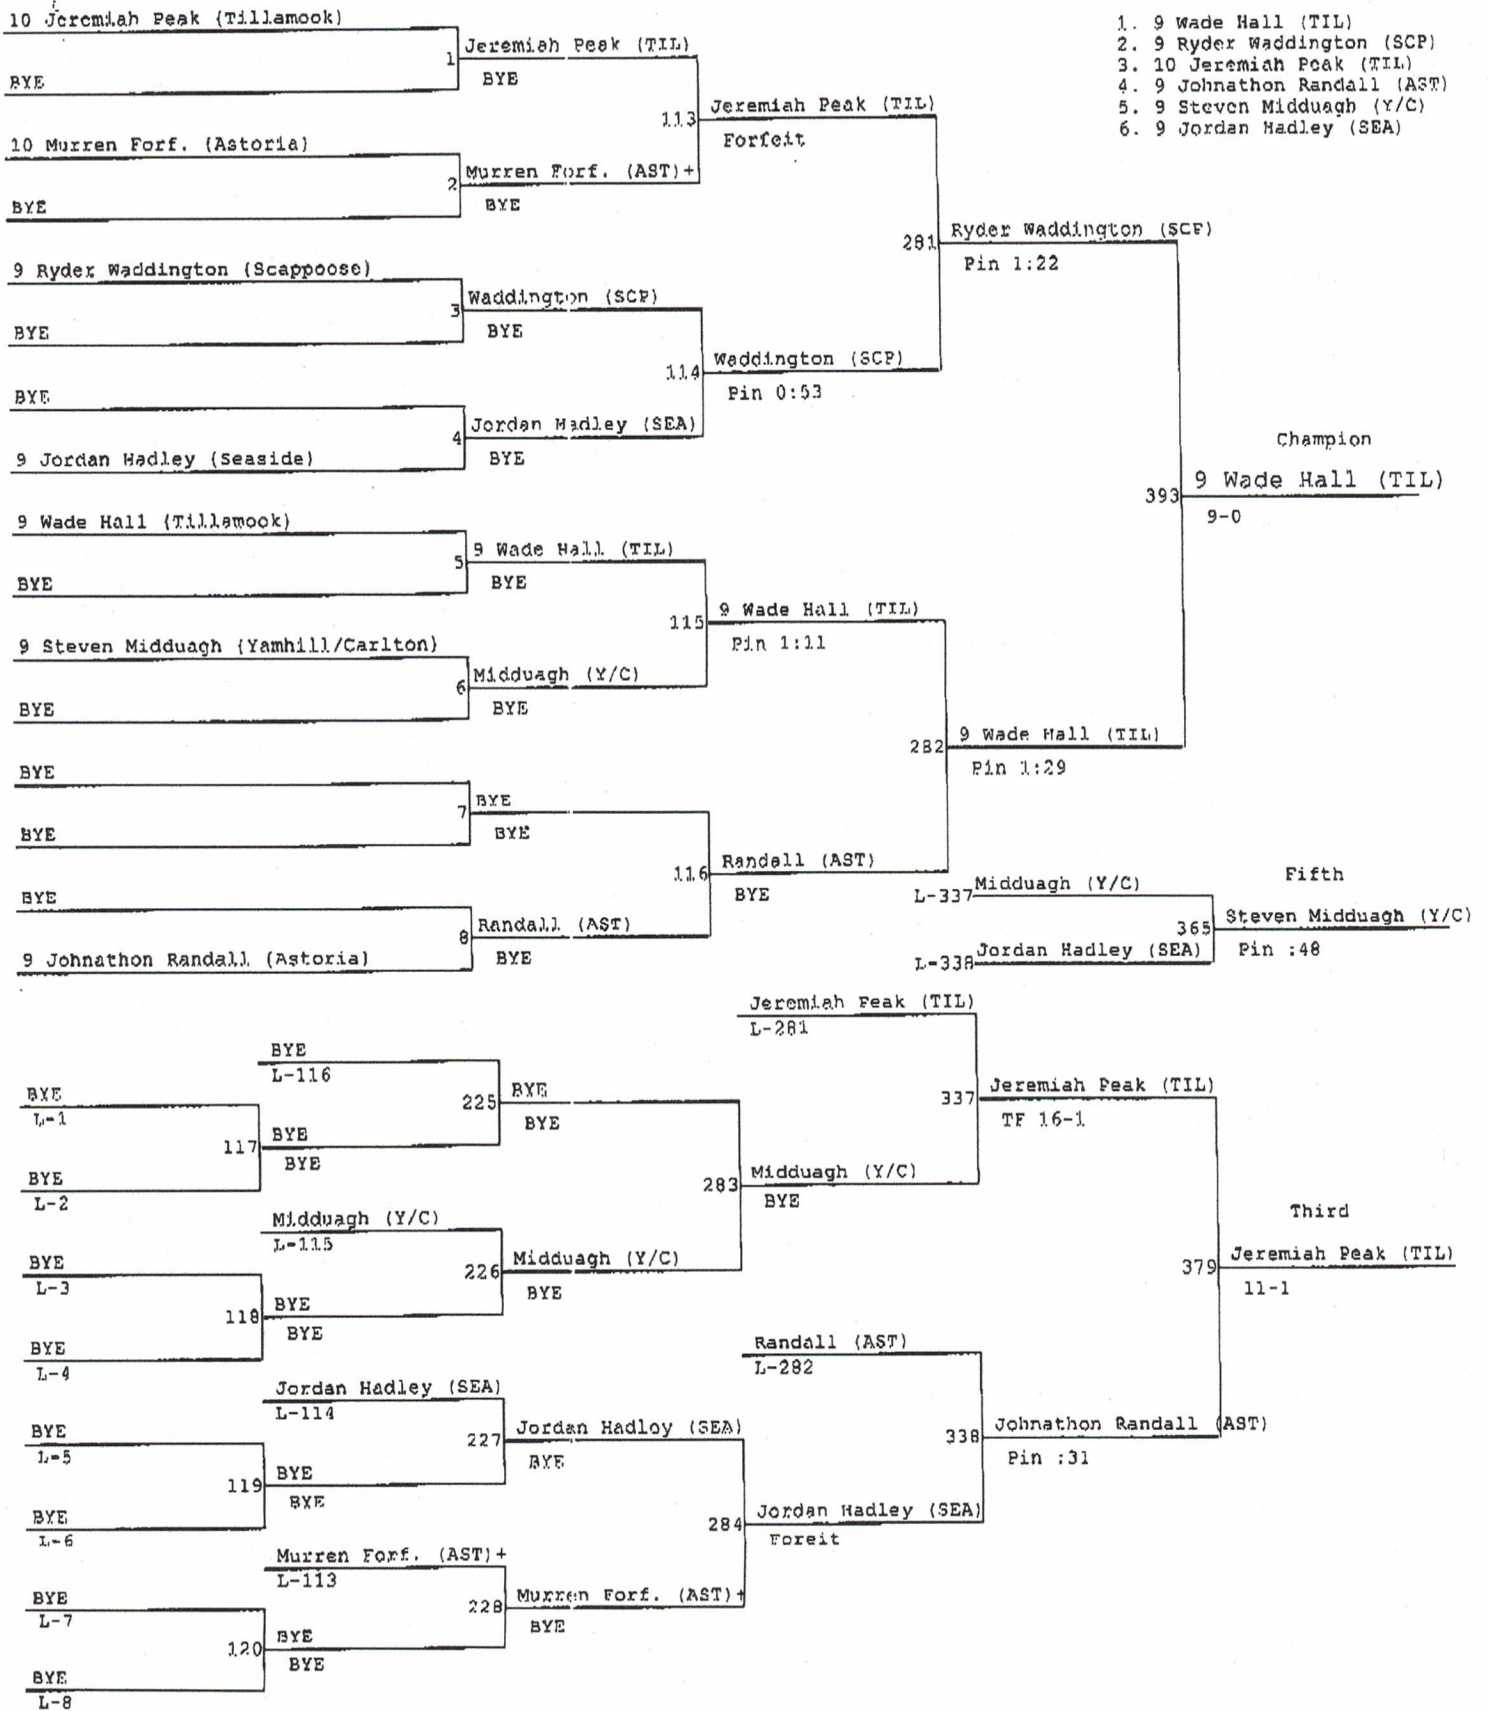 10 Jeremiah Peak (Tillamook)
BYE
1
Jeremiah Peak (TIL)
BYE
10 Murren Forf. (Astoria)
BYE
2
Murren Forf. (AST)+
BYE
113
Jeremiah Peak (TIL)
Forfeit
9 Ryder Waddington (Scappoose)
BYE
3
Waddington (SCP)
BYE
BYE
9 Jordan Hadley (Seaside)
4
Jordan Hadley (SEA)
BYE
114
Waddington (SCP)
Pin 0:53
281
Ryder Waddington (SCP)
Pin 1:22
1. 9 Wade Hall (TIL)
2. 9 Ryder Waddington (SCP)
3. 10 Jeremiah Peak (TIL)
4. 9 Johnathon Randall (AST)
5. 9 Steven Midduagh (Y/C)
6. 9 Jordan Hadley (SEA)
9 Wade Hall (Tillamook)
BYE
5
9 Wade Hall (TIL)
BYE
9 Steven Midduagh (Yamhill/Carlton)
BYE
6
Midduagh (Y/C)
BYE
115
9 Wade Hall (TIL)
Pin 1:11
BYE
BYE
7
BYE
BYE
BYE
9 Johnathon Randall (Astoria)
8
Randall (AST)
BYE
116
Randall (AST)
BYE
282
9 Wade Hall (TIL)
Pin 1:29
Champion
393
9 Wade Hall (TIL)
9-0
Fifth
L-337
Midduagh (Y/C)
L-338
Jordan Hadley (SEA)
365
Steven Midduagh (Y/C)
Pin :48
BYE
L-1
BYE
L-2
117
BYE
BYE
BYE
L-116
225
BYE
BYE
BYE
L-3
BYE
L-4
118
BYE
BYE
Midduagh (Y/C)
L-115
226
Midduagh (Y/C)
BYE
283
Midduagh (Y/C)
BYE
Jeremiah Peak (TIL)
L-281
337
Jeremiah Peak (TIL)
TF 16-1
BYE
L-5
BYE
L-6
119
BYE
BYE
Jordan Hadley (SEA)
L-114
227
Jordan Hadley (SEA)
BYE
BYE
L-7
BYE
L-8
120
BYE
BYE
Murren Forf. (AST)+
L-113
228
Murren Forf. (AST)+
BYE
284
Jordan Hadley (SEA)
Foreit
Randall (AST)
L-282
338
Johnathon Randall (AST)
Pin :31
Third
379
Jeremiah Peak (TIL)
11-1